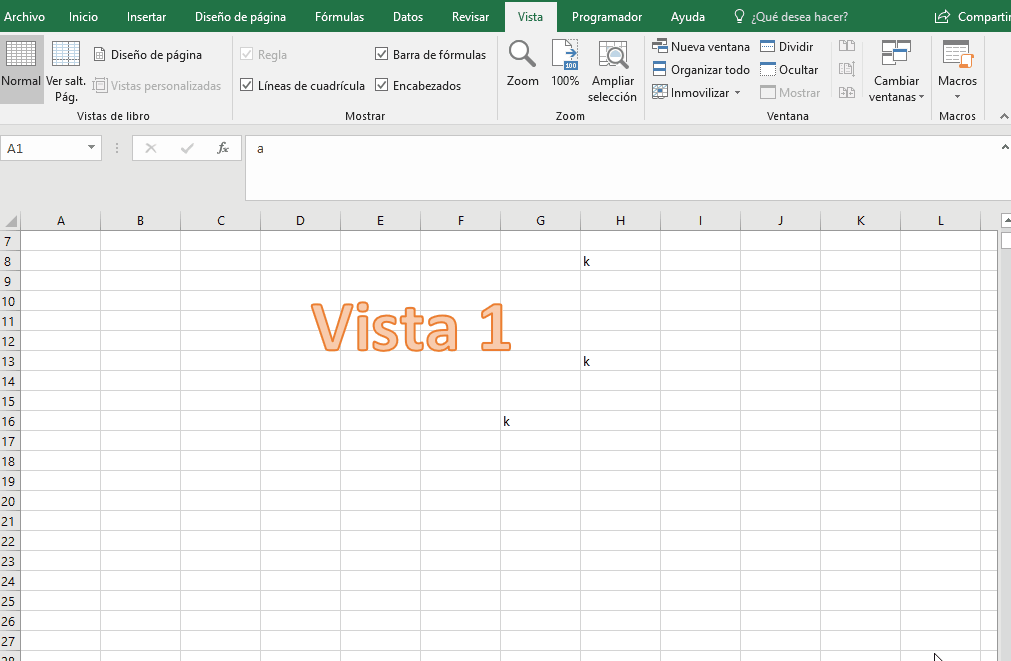 Archivo Inicio Insertar Diseño de página Fórmulas Datos Revisar Vista Programador Ayuda ¿Qué desea hacer? Compartir
Normal
Ver salt.
Pág.
Diseño de página
Vistas personalizadas
Vistas de libro
Regla
Barra de fórmulas
Líneas de cuadrícula
Encabezados
Mostrar
Zoom
100
100%
Ampliar
selección
Zoom
Nueva ventana
Organizar todo
Inmovilizar
Dividir
Ocultar
Mostrar
Cambiar
ventanas
Ventana
Macros
Macros
A1
fx
a
A B C D E F G H I J K L
7
8 k
9
10
11
Vista 1
12
13 k
14
15
16 k
17
18
19
20
21
22
23
24
25
26
27
28